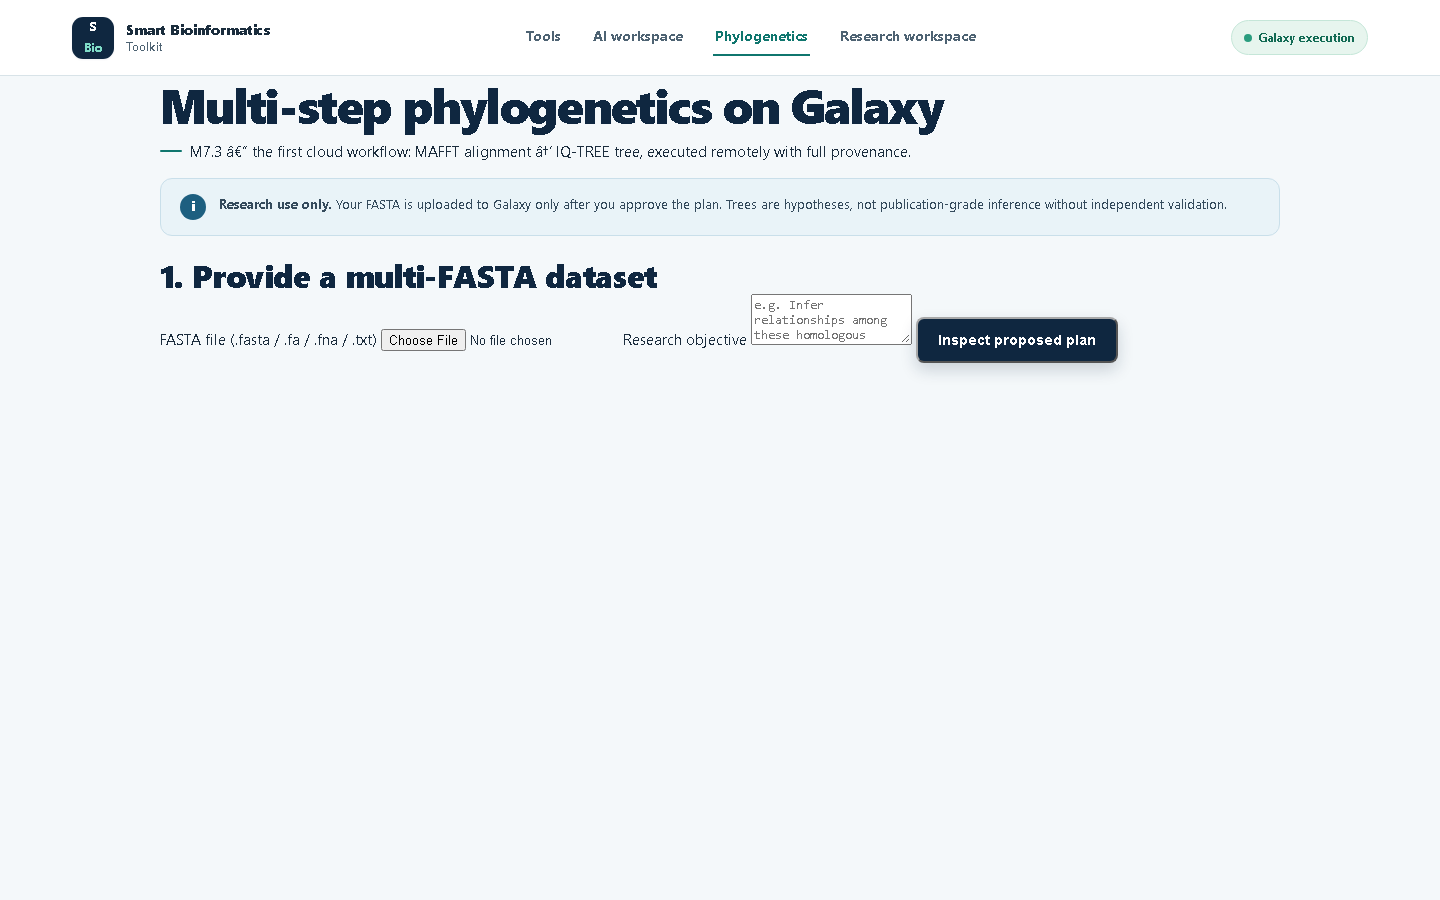 S
Bio
Smart Bioinformatics
Toolkit
Tools
AI workspace
Phylogenetics
Research workspace
Galaxy execution
Multi-step phylogenetics on Galaxy
M7.3 â€“ the first cloud workflow: MAFFT alignment â†’ IQ-TREE tree, executed remotely with full provenance.
i
Research use only. Your FASTA is uploaded to Galaxy only after you approve the plan. Trees are hypotheses, not publication-grade inference without independent validation.
1. Provide a multi-FASTA dataset
FASTA file (.fasta / .fa / .fna / .txt) Choose File No file chosen
Research objective
e.g. Infer
relationships among
these homologous
Inspect proposed plan